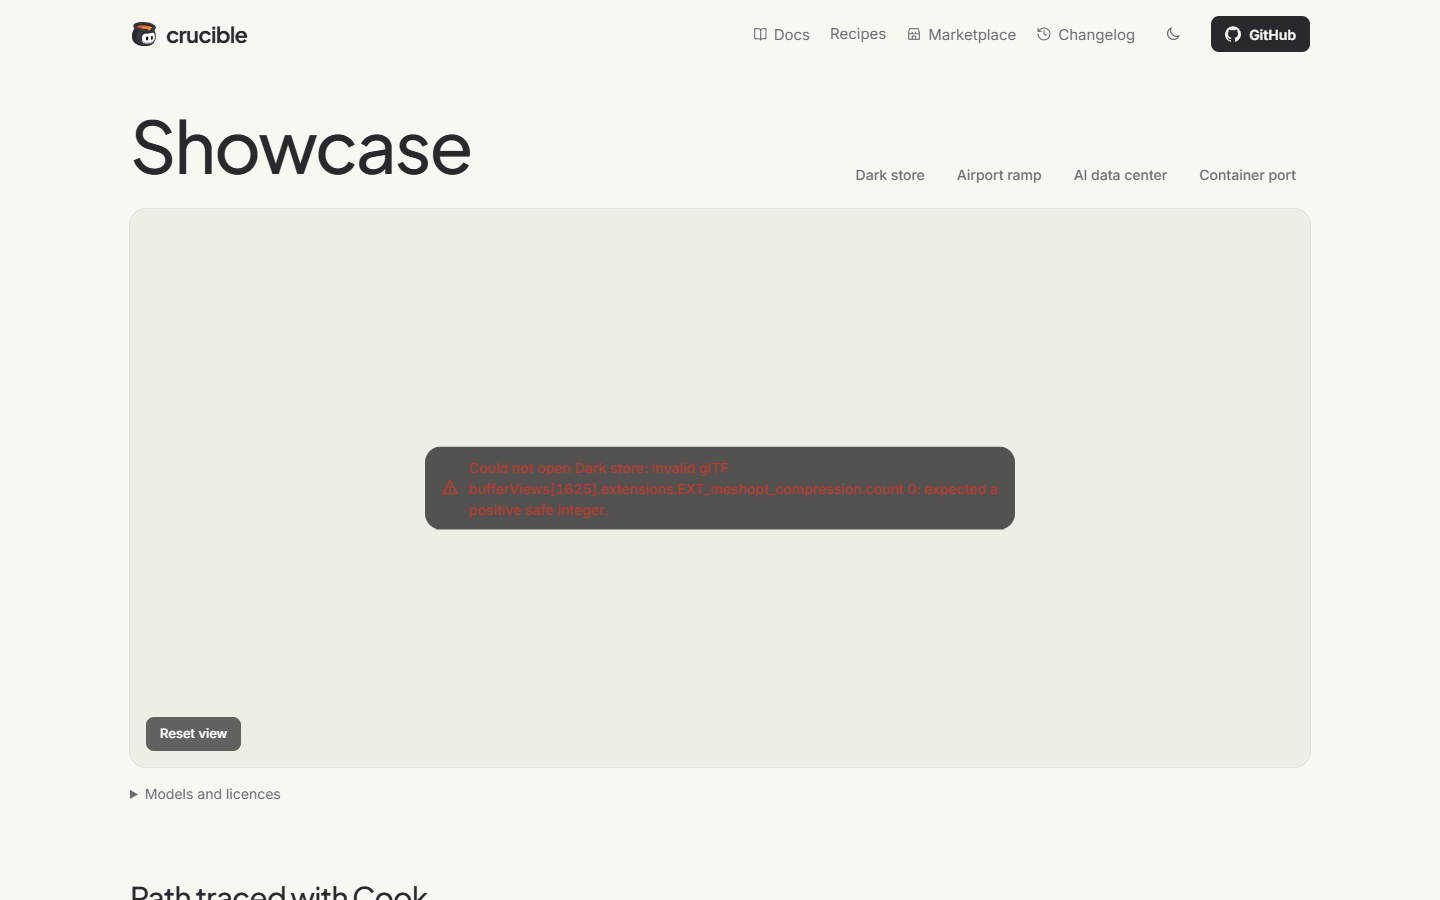 crucible
Docs
Recipes
Marketplace
Changelog
GitHub
Showcase
Dark store
Airport ramp
AI data center
Container port
Could not open Dark store: Invalid glTF
bufferViews[1625].extensions.EXT_meshopt_compression.count 0: expected a
positive safe integer.
Reset view
Models and licences
Path traced with Cook